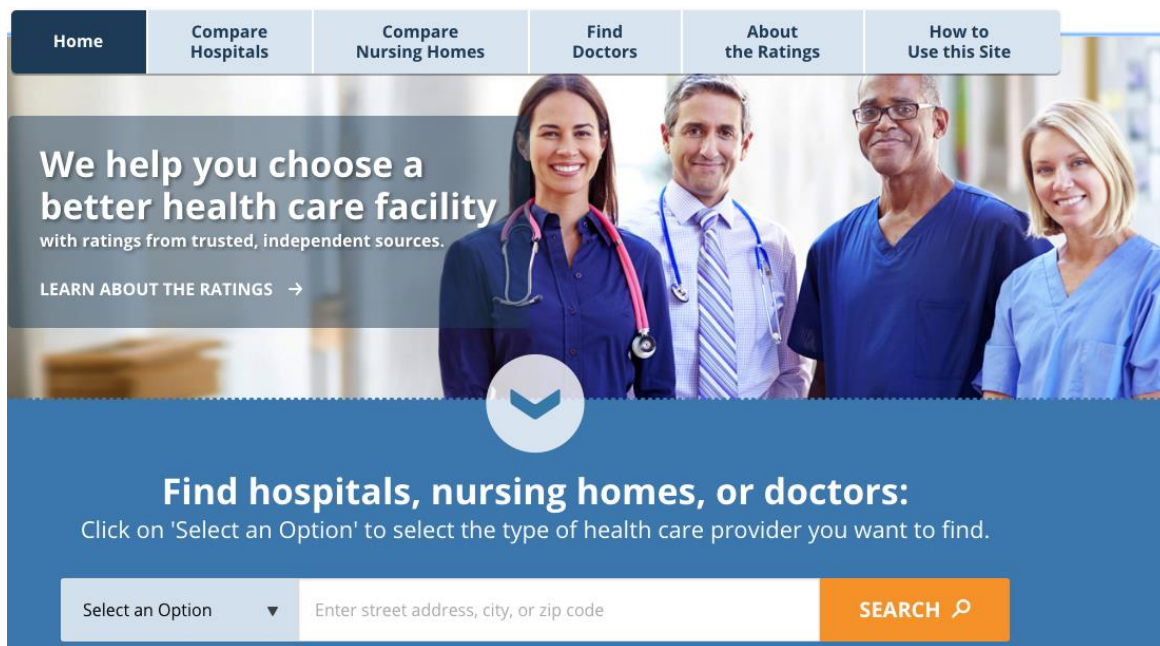 Home
Compare
Hospitals
Compare
Nursing Homes
Find
Doctors
About
the Ratings
How to
Use this Site
We help you choose a
better health care facility
with ratings from trusted, independent sources.
LEARN ABOUT THE RATINGS →
Find hospitals, nursing homes, or doctors:
Click on 'Select an Option' to select the type of health care provider you want to find.
Select an Option ▼
Enter street address, city, or zip code
SEARCH